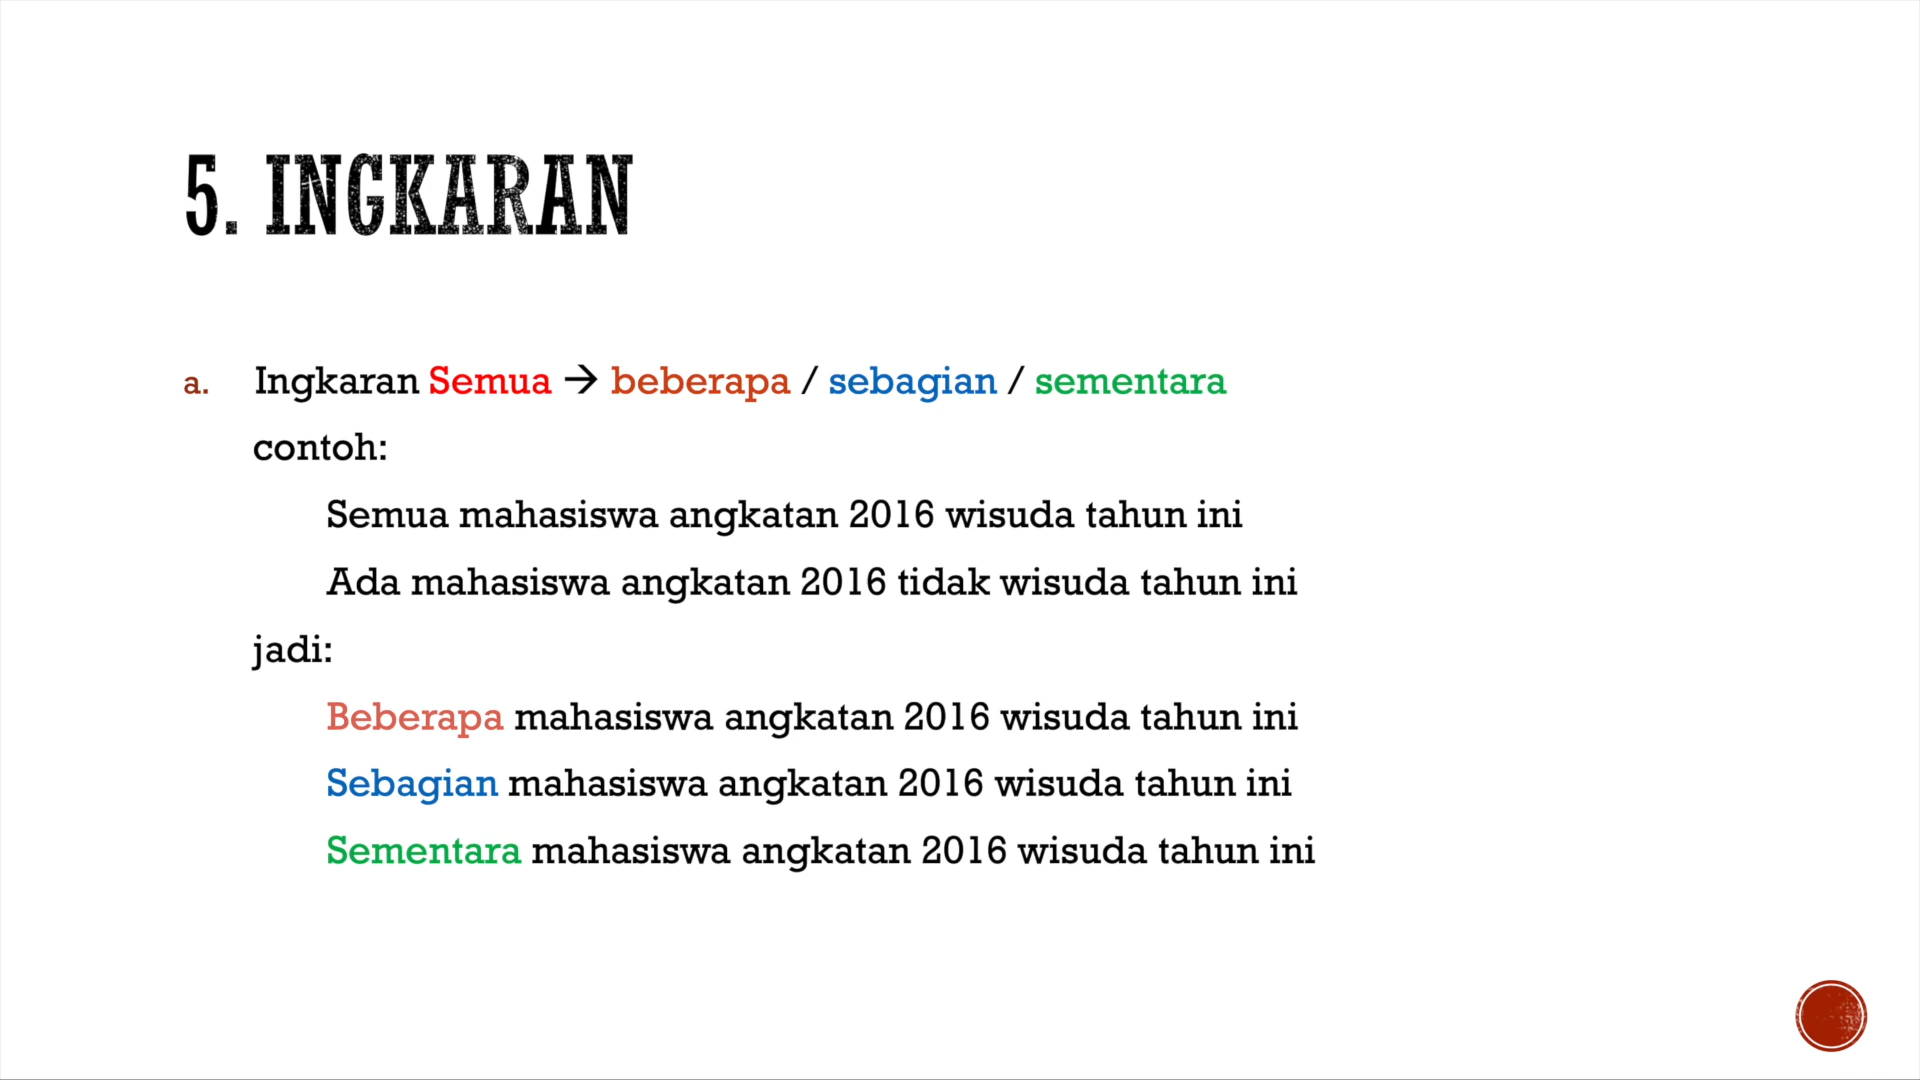 5. INGKARAN
a. Ingkaran Semua → beberapa / sebagian / sementara
contoh:
Semua mahasiswa angkatan 2016 wisuda tahun ini
Ada mahasiswa angkatan 2016 tidak wisuda tahun ini
jadi:
Beberapa mahasiswa angkatan 2016 wisuda tahun ini
Sebagian mahasiswa angkatan 2016 wisuda tahun ini
Sementara mahasiswa angkatan 2016 wisuda tahun ini